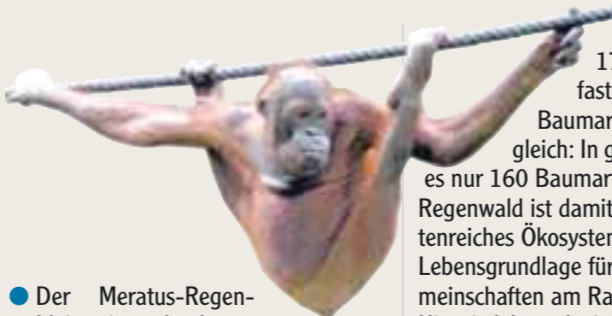 Der Meratus-Regen-
17
fast
Baumar
gleich: In g
es nur 160 Baumar
Regenwald ist damit
tenreiches Ökosystem
Lebensgrundlage für
meinschaften am Ra